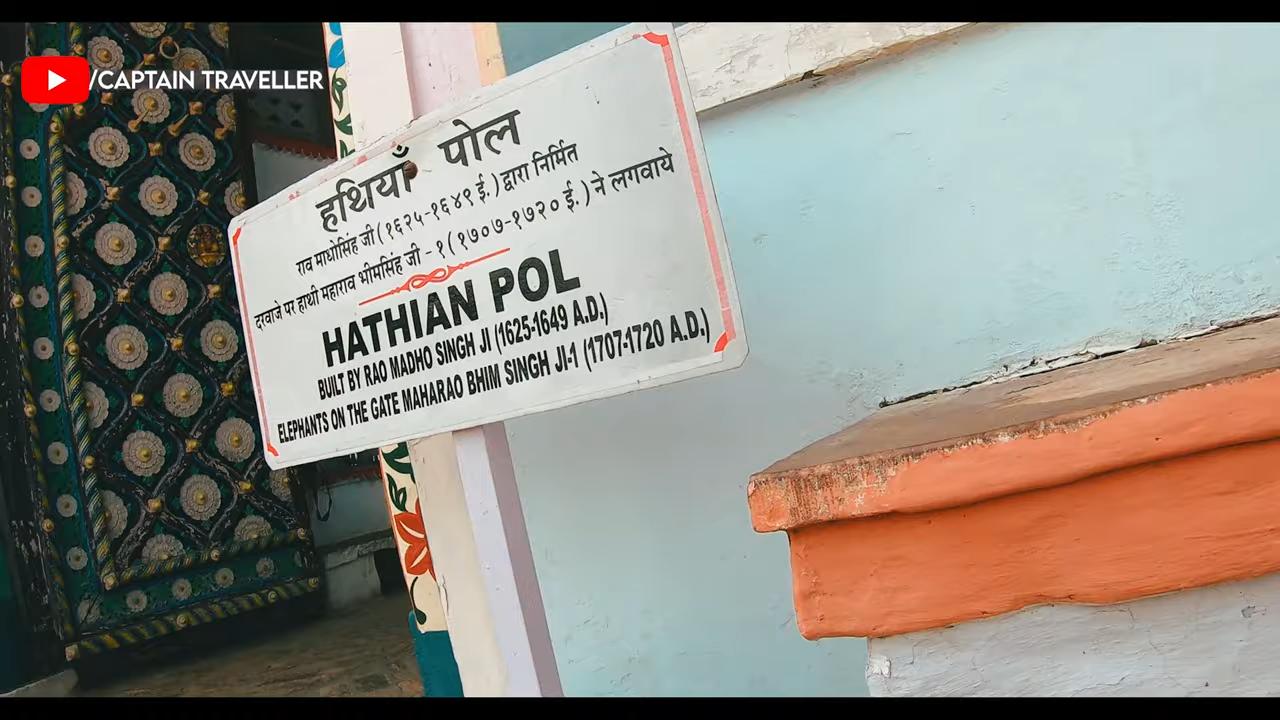 /CAPTAIN TRAVELLER
हथियाँ पोल
राव माधोसिंह जी (१६२५-१६४९ ई.) द्वारा निर्मित
दरवाजे पर हाथी महाराव भीमसिंह जी - १ (१७०७-१७२० ई.) ने लगवाये
HATHIAN POL
BUILT BY RAO MADHO SINGH JI (1625-1649 A.D.)
ELEPHANTS ON THE GATE MAHARAO BHIM SINGH JI-1 (1707-1720 A.D.)